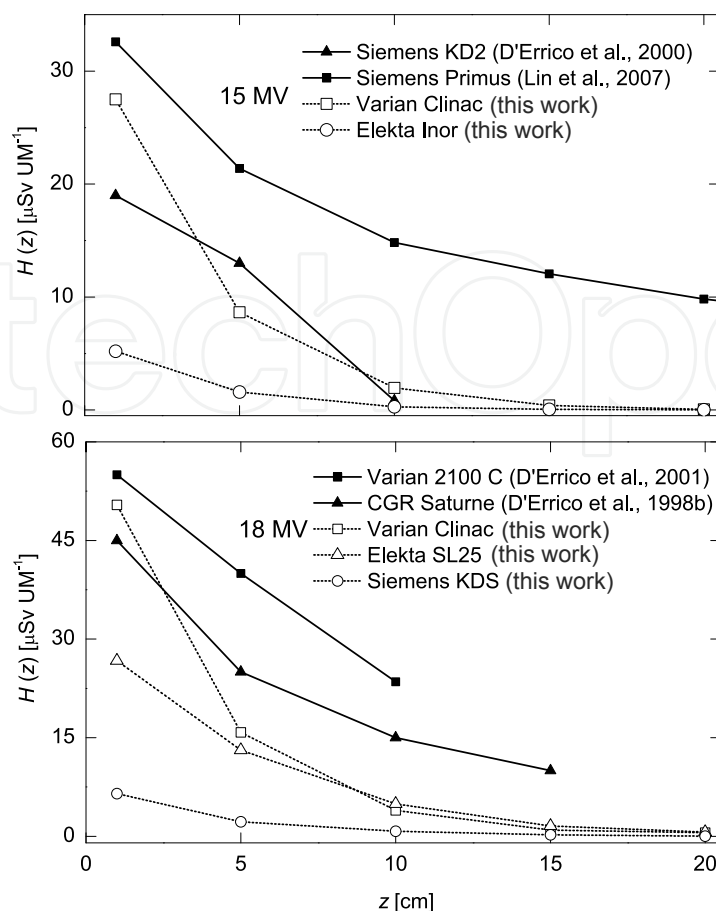 Siemens KD2 (D'Errico et al., 2000)
Siemens Primus (Lin et al., 2007)
15 MV
Varian Clinac (this work)
Elekta Inor (this work)
30
20
10
0
H (z) [µSv UM⁻¹]
techOpe
Varian 2100 C (D'Errico et al., 2001)
CGR Saturne (D'Errico et al., 1998b)
18 MV
Varian Clinac (this work)
Elekta SL25 (this work)
Siemens KDS (this work)
60
45
30
15
0
H (z) [µSv UM⁻¹]
0 5 10 15 20
z [cm]